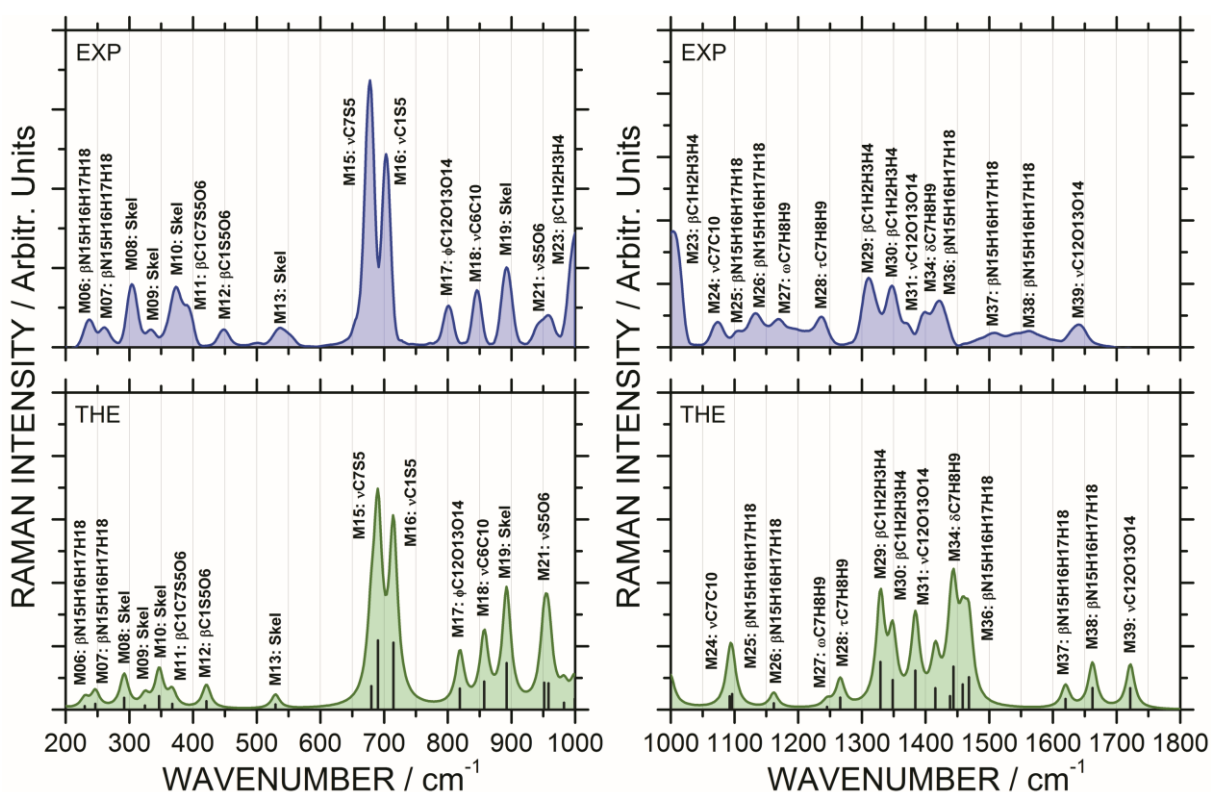 EXP
M06: βN15H16H17H18
M07: βN15H16H17H18
M08: Skel
M09: Skel
M10: Skel
M11: βC1C7S5O6
M12: βC1S5O6
M13: Skel
M15: νC7S5
M16: νC1S5
M17: ϕC12O13O14
M18: νC6C10
M19: Skel
M21: νS5O6
M23: βC1H2H3H4
THE
M06: βN15H16H17H18
M07: βN15H16H17H18
M08: Skel
M09: Skel
M10: Skel
M11: βC1C7S5O6
M12: βC1S5O6
M13: Skel
M15: νC7S5
M16: νC1S5
M17: ϕC12O13O14
M18: νC6C10
M19: Skel
M21: νS5O6
RAMAN INTENSITY / Arbitr. Units
200 300 400 500 600 700 800 900 1000
WAVENUMBER / cm⁻¹
EXP
M23: βC1H2H3H4
M24: νC7C10
M25: βN15H16H17H18
M26: βN15H16H17H18
M27: ωC7H8H9
M28: τC7H8H9
M29: βC1H2H3H4
M30: βC1H2H3H4
M31: νC12O13O14
M34: δC7H8H9
M36: βN15H16H17H18
M37: βN15H16H17H18
M38: βN15H16H17H18
M39: νC12O13O14
THE
M24: νC7C10
M25: βN15H16H17H18
M26: βN15H16H17H18
M27: ωC7H8H9
M28: τC7H8H9
M29: βC1H2H3H4
M30: βC1H2H3H4
M31: νC12O13O14
M34: δC7H8H9
M36: βN15H16H17H18
M37: βN15H16H17H18
M38: βN15H16H17H18
M39: νC12O13O14
RAMAN INTENSITY / Arbitr. Units
1000 1100 1200 1300 1400 1500 1600 1700 1800
WAVENUMBER / cm⁻¹